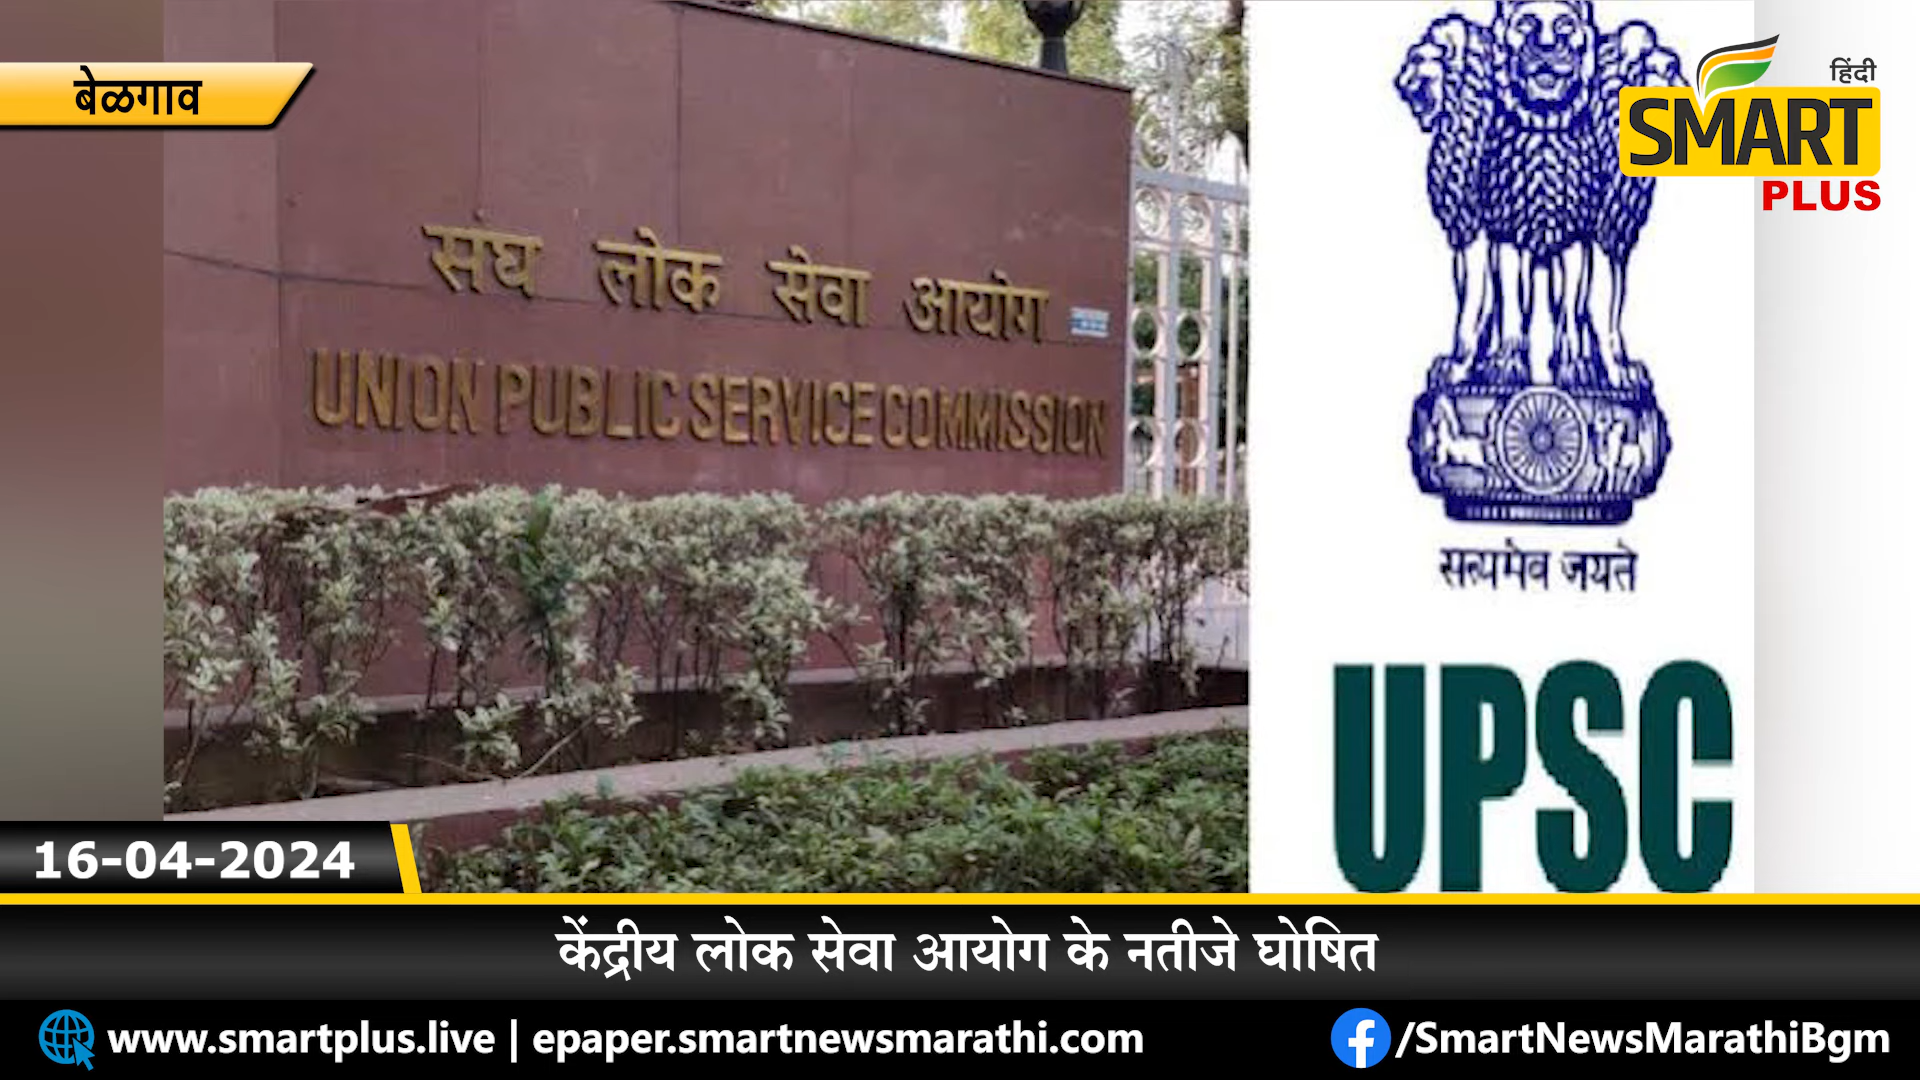 बेळगाव
हिंदी
SMART
PLUS
संघ लोक सेवा आयोग
UNION PUBLIC SERVICE COMMISSION
सत्यमेव जयते
UPSC
16-04-2024
केंद्रीय लोक सेवा आयोग के नतीजे घोषित
www.smartplus.live | epaper.smartnewsmarathi.com
/SmartNewsMarathiBgm